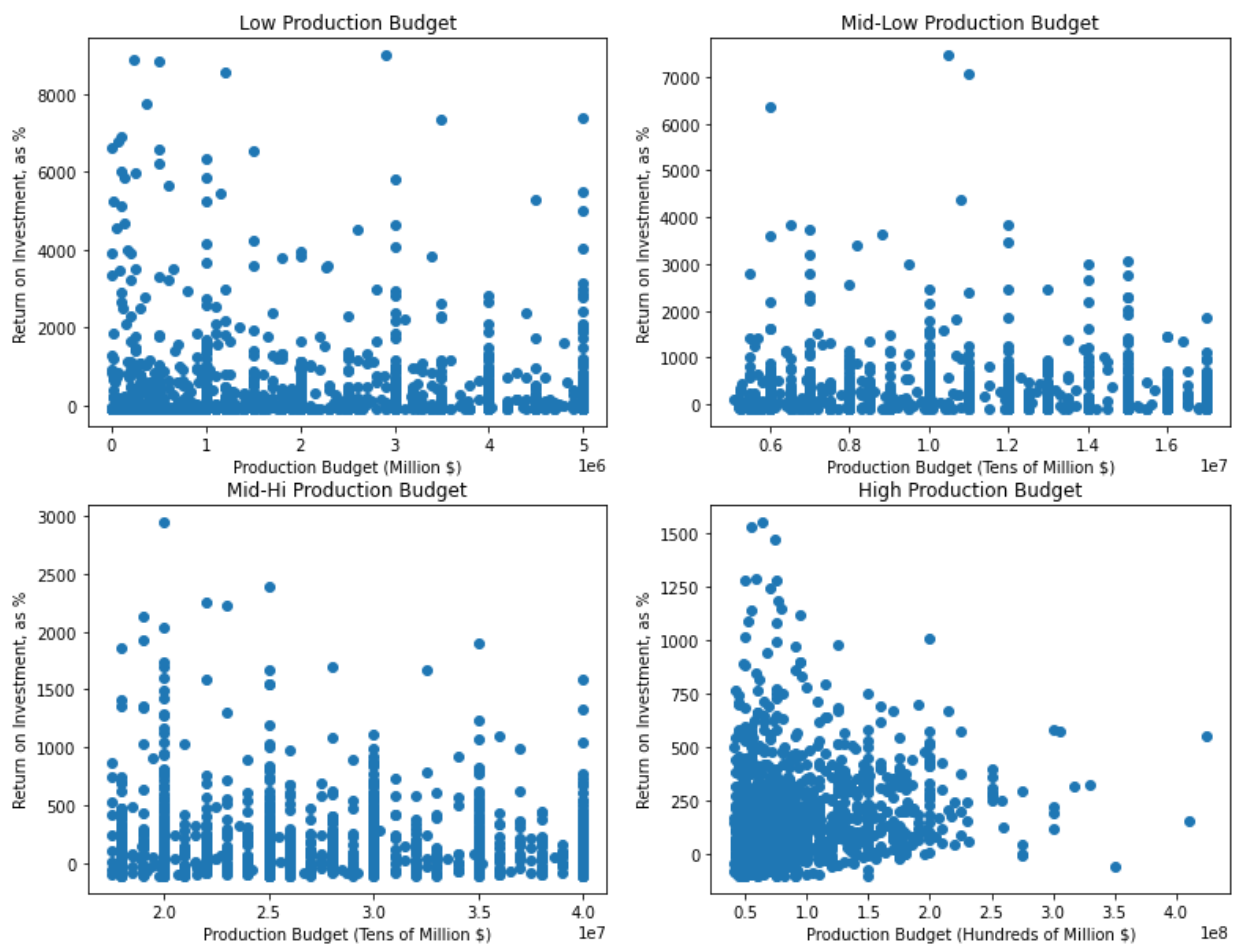 Low Production Budget
Return on Investment, as %
8000
6000
4000
2000
0
0 1 2 3 4 5
1e6
Production Budget (Million $)
Mid-Low Production Budget
Return on Investment, as %
7000
6000
5000
4000
3000
2000
1000
0
0.6 0.8 1.0 1.2 1.4 1.6
1e7
Production Budget (Tens of Million $)
Mid-Hi Production Budget
Return on Investment, as %
3000
2500
2000
1500
1000
500
0
2.0 2.5 3.0 3.5 4.0
1e7
Production Budget (Tens of Million $)
High Production Budget
Return on Investment, as %
1500
1250
1000
750
500
250
0
0.5 1.0 1.5 2.0 2.5 3.0 3.5 4.0
1e8
Production Budget (Hundreds of Million $)